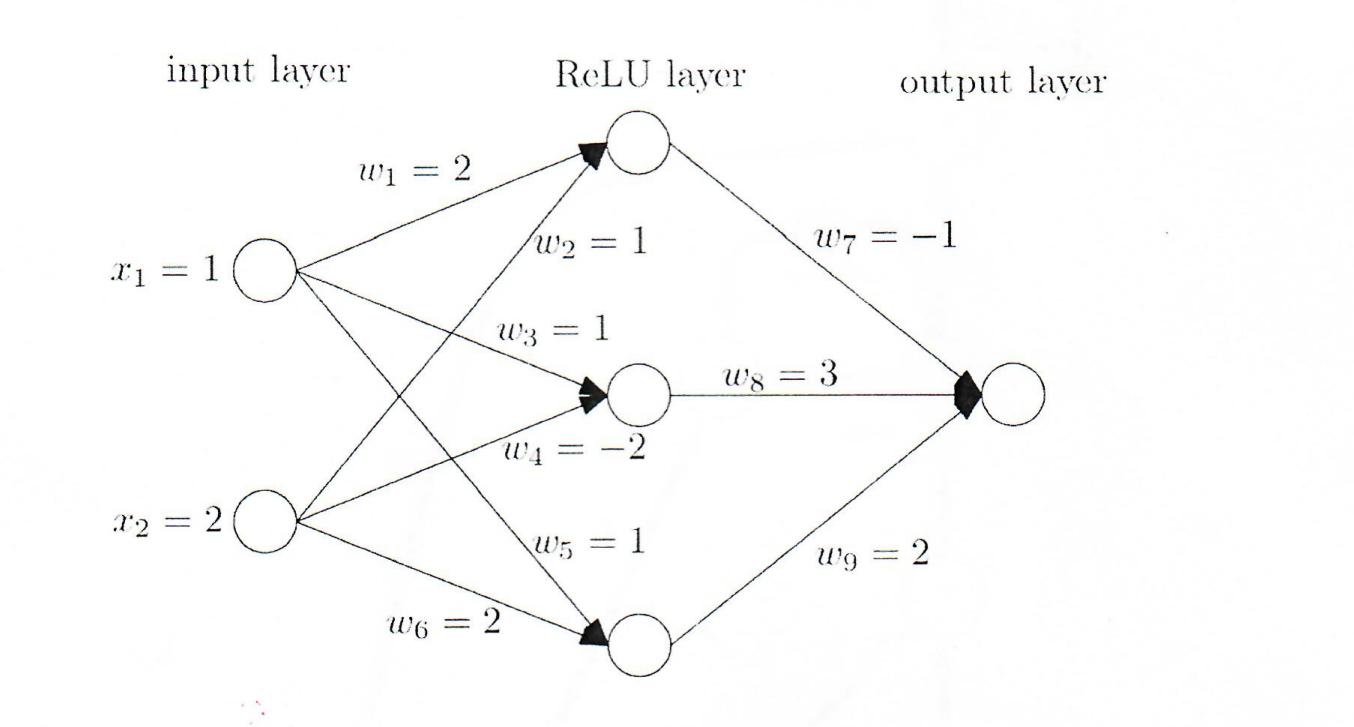 input layer
ReLU layer
output layer
w₁ = 2
w₂ = 1
w₇ = −1
x₁ = 1
w₃ = 1
w₈ = 3
w₄ = −2
x₂ = 2
w₅ = 1
w₉ = 2
w₆ = 2